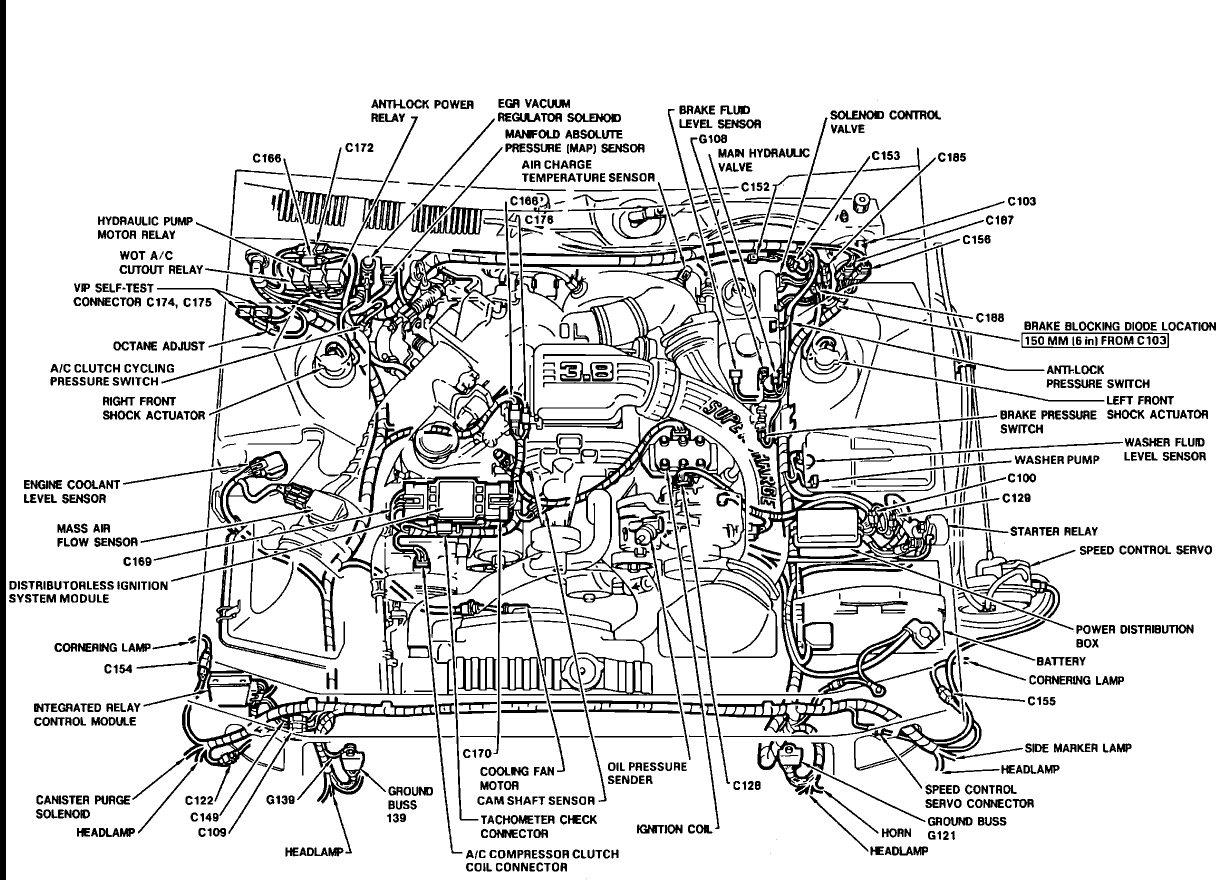 ANTI-LOCK POWER
RELAY
EGR VACUUM
REGULATOR SOLENOID
MANIFOLD ABSOLUTE
PRESSURE (MAP) SENSOR
AIR CHARGE
TEMPERATURE SENSOR
BRAKE FLUID
LEVEL SENSOR
G108
MAIN HYDRAULIC
VALVE
SOLENOID CONTROL
VALVE
C166
C172
C168
C176
C152
C153
C185
C103
C187
C156
HYDRAULIC PUMP
MOTOR RELAY
WOT A/C
CUTOUT RELAY
VIP SELF-TEST
CONNECTOR C174, C175
OCTANE ADJUST
A/C CLUTCH CYCLING
PRESSURE SWITCH
RIGHT FRONT
SHOCK ACTUATOR
C188
BRAKE BLOCKING DIODE LOCATION
150 MM (6 in) FROM C103
ANTI-LOCK
PRESSURE SWITCH
LEFT FRONT
SHOCK ACTUATOR
BRAKE PRESSURE
SWITCH
3.8
WASHER FLUID
LEVEL SENSOR
WASHER PUMP
C100
C129
STARTER RELAY
SPEED CONTROL SERVO
ENGINE COOLANT
LEVEL SENSOR
MASS AIR
FLOW SENSOR
C169
DISTRIBUTORLESS IGNITION
SYSTEM MODULE
CORNERING LAMP
C154
INTEGRATED RELAY
CONTROL MODULE
POWER DISTRIBUTION
BOX
BATTERY
CORNERING LAMP
C155
SIDE MARKER LAMP
HEADLAMP
SPEED CONTROL
SERVO CONNECTOR
GROUND BUSS
G121
HORN
HEADLAMP
CANISTER PURGE
SOLENOID
HEADLAMP
C122
C149
C109
G139
HEADLAMP
GROUND
BUSS
139
C170
COOLING FAN
MOTOR
CAM SHAFT SENSOR
TACHOMETER CHECK
CONNECTOR
A/C COMPRESSOR CLUTCH
COIL CONNECTOR
OIL PRESSURE
SENDER
IGNITION COIL
C128